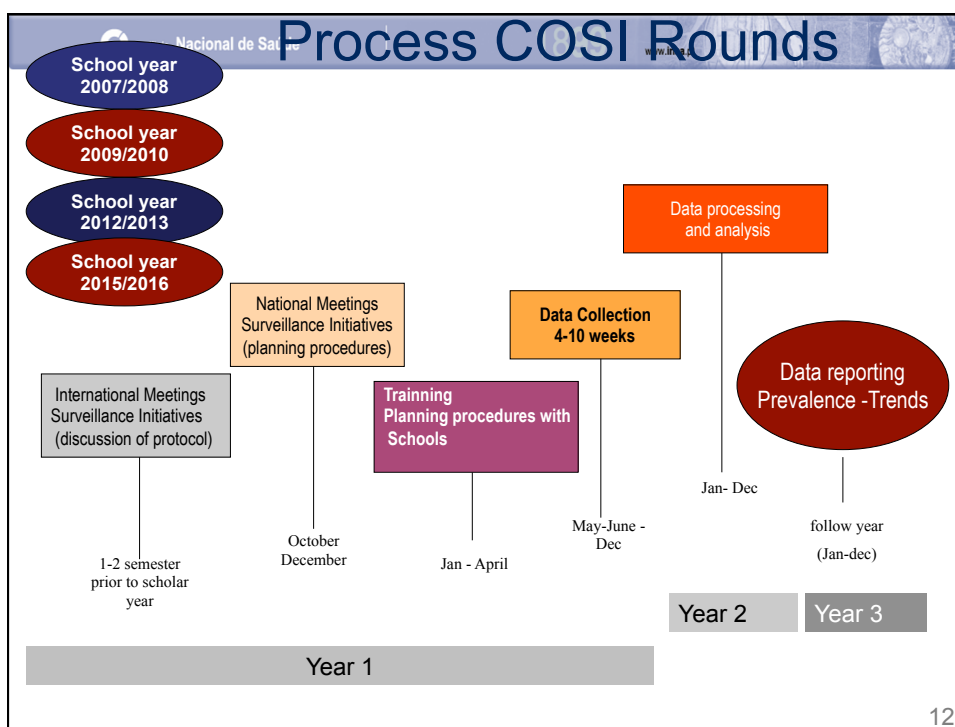 Process COSI Rounds
Nacional de Saúde
School year
2007/2008
School year
2009/2010
School year
2012/2013
School year
2015/2016
Data processing
and analysis
National Meetings
Surveillance Initiatives
(planning procedures)
Data Collection
4-10 weeks
International Meetings
Surveillance Initiatives
(discussion of protocol)
Trainning
Planning procedures with
Schools
Data reporting
Prevalence -Trends
1-2 semester
prior to scholar
year
October
December
Jan - April
May-June -
Dec
Jan- Dec
follow year
(Jan-dec)
Year 2
Year 3
Year 1
12